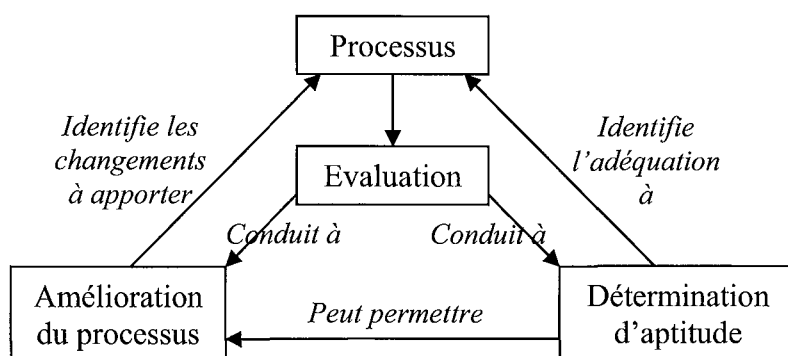 Processus
Identifie les
changements
à apporter
Identifie
l'adéquation
à
Evaluation
Conduit à
Conduit à
Amélioration
du processus
Peut permettre
Détermination
d'aptitude